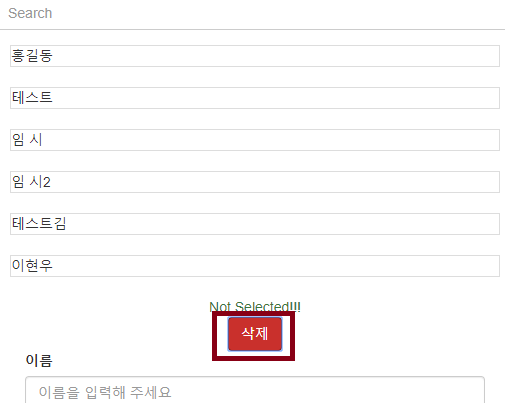 Search
홍길동
테스트
임 시
임 시2
테스트김
이현우
Not Selected!!!
삭제
이름
이름을 입력해 주세요